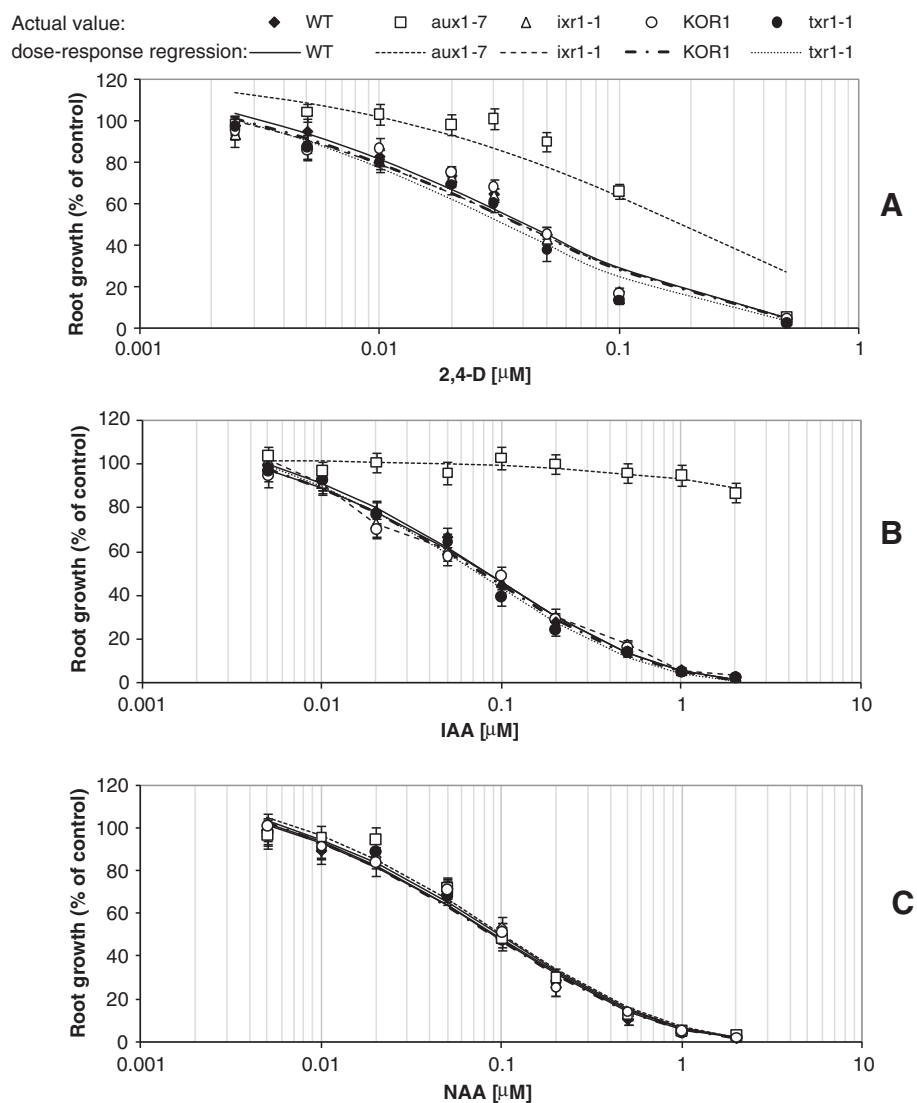 Actual value: WT aux1-7 ixr1-1 KOR1 txr1-1
dose-response regression: WT aux1-7 ixr1-1 KOR1 txr1-1
120
100
80
60
40
20
0
Root growth (% of control)
0.001 0.01 0.1 1
2,4-D [μM]
A
120
100
80
60
40
20
0
Root growth (% of control)
0.001 0.01 0.1 1 10
IAA [μM]
B
120
100
80
60
40
20
0
Root growth (% of control)
0.001 0.01 0.1 1 10
NAA [μM]
C